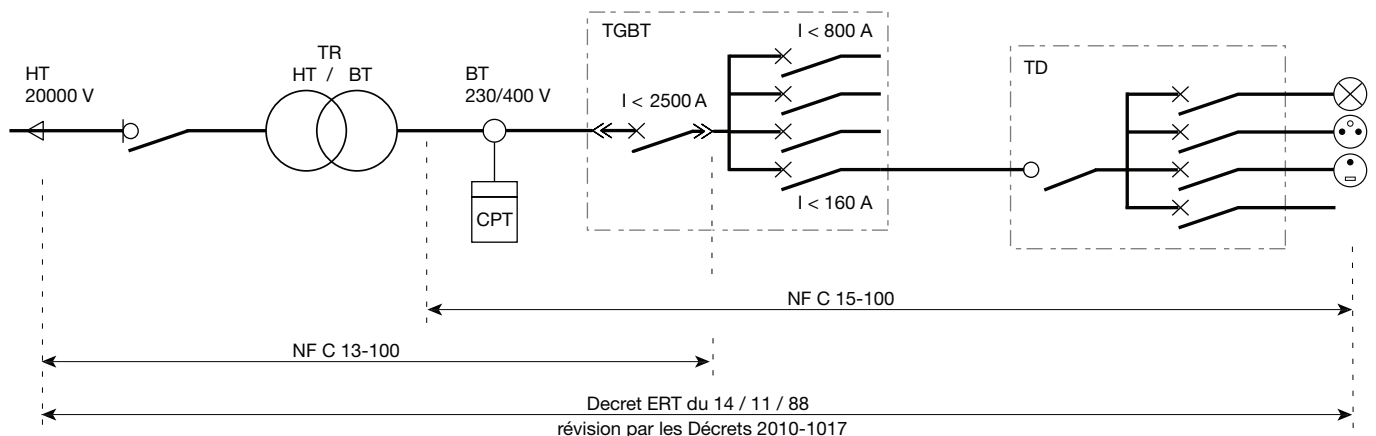 HT
20000 V
TR
HT / BT
BT
230/400 V
CPT
TGBT
I < 2500 A
I < 800 A
I < 160 A
TD
NF C 15-100
NF C 13-100
Decret ERT du 14 / 11 / 88
révision par les Décrets 2010-1017